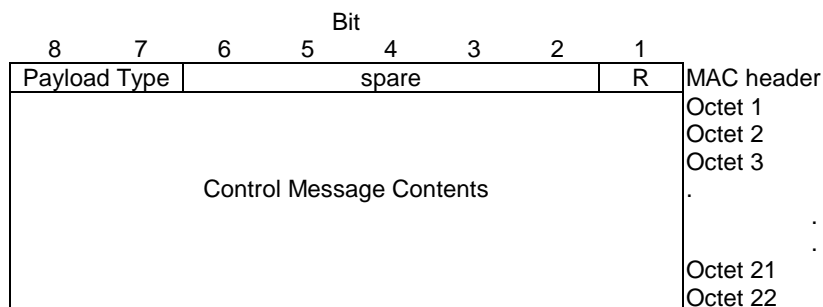 Bit
8 7 6 5 4 3 2 1
Payload Type spare R MAC header
Octet 1
Octet 2
Octet 3
Control Message Contents .
.
.
Octet 21
Octet 22